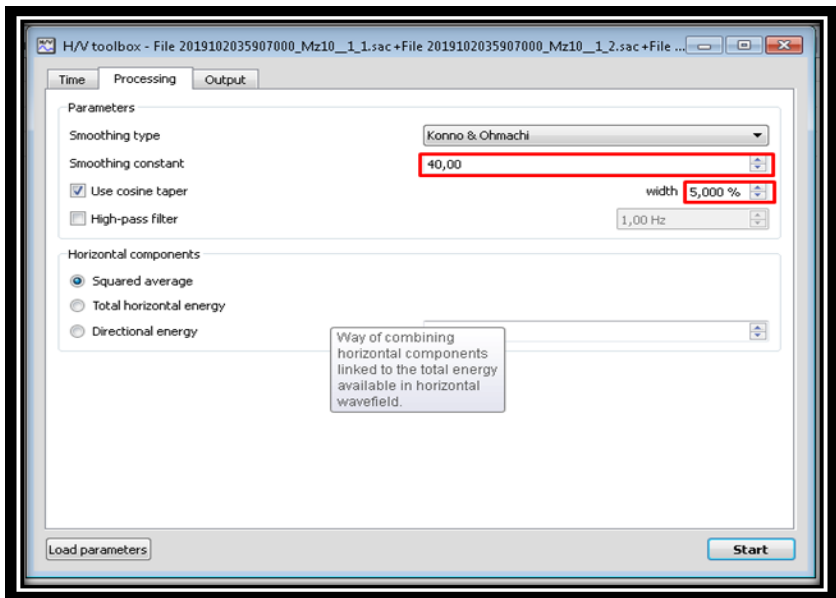 H/V toolbox - File 2019102035907000_Mz10__1_1.sac+File 2019102035907000_Mz10__1_2.sac+File ...
Time Processing Output
Parameters
Smoothing type Konno & Ohmachi
Smoothing constant 40,00
Use cosine taper width 5,000 %
High-pass filter 1,00 Hz
Horizontal components
Squared average
Total horizontal energy
Directional energy
Way of combining
horizontal components
linked to the total energy
available in horizontal
wavefield.
Load parameters Start